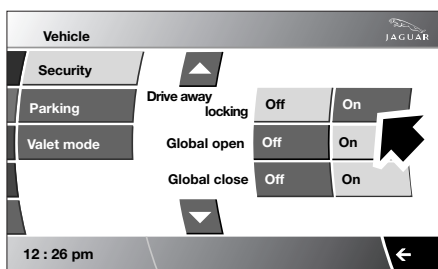 Vehicle
JAGUAR
Security
Parking
Valet mode
Drive away
locking
Off
On
Global open
Off
On
Global close
Off
On
12 : 26 pm